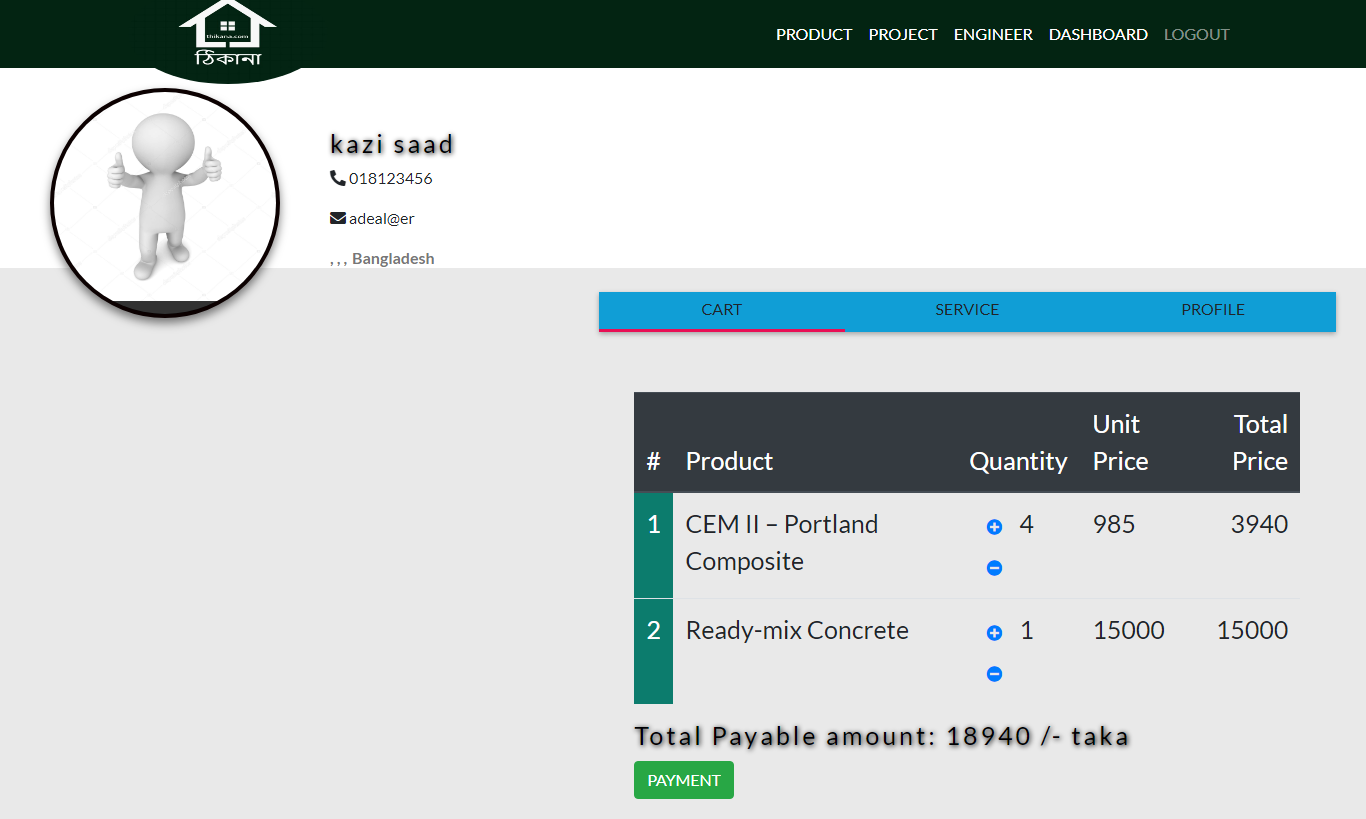 thikana.com
ঠিকানা
PRODUCT PROJECT ENGINEER DASHBOARD LOGOUT
kazi saad
018123456
adeal@er
, , , Bangladesh
CART SERVICE PROFILE
# Product Quantity Unit Price Total Price
1 CEM II – Portland Composite 4 985 3940
2 Ready-mix Concrete 1 15000 15000
Total Payable amount: 18940 /- taka
PAYMENT